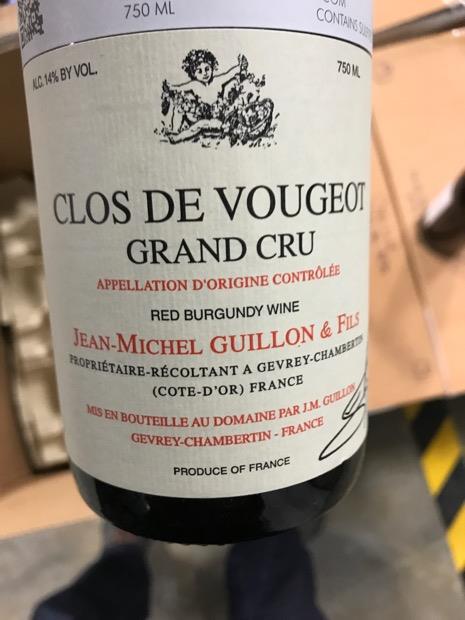 750 ML
COM
CONTAINS
ALC. 14% BY VOL.
750 ML
CLOS DE VOUGEOT
GRAND CRU
APPELLATION D'ORIGINE CONTRÔLÉE
RED BURGUNDY WINE
JEAN-MICHEL GUILLON & FILS
PROPRIÉTAIRE-RÉCOLTANT A GEVREY-CHAMBERTIN
(COTE-D'OR) FRANCE
MIS EN BOUTEILLE AU DOMAINE PAR J.M. GUILLON
GEVREY-CHAMBERTIN - FRANCE
PRODUCE OF FRANCE